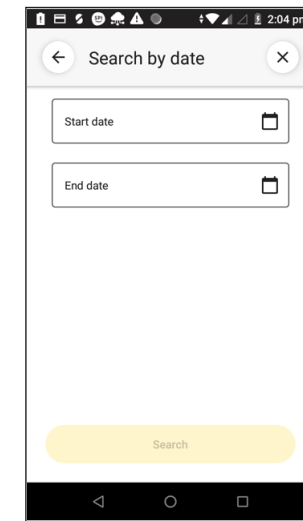 2:04 pm
Search by date
Start date
End date
Search